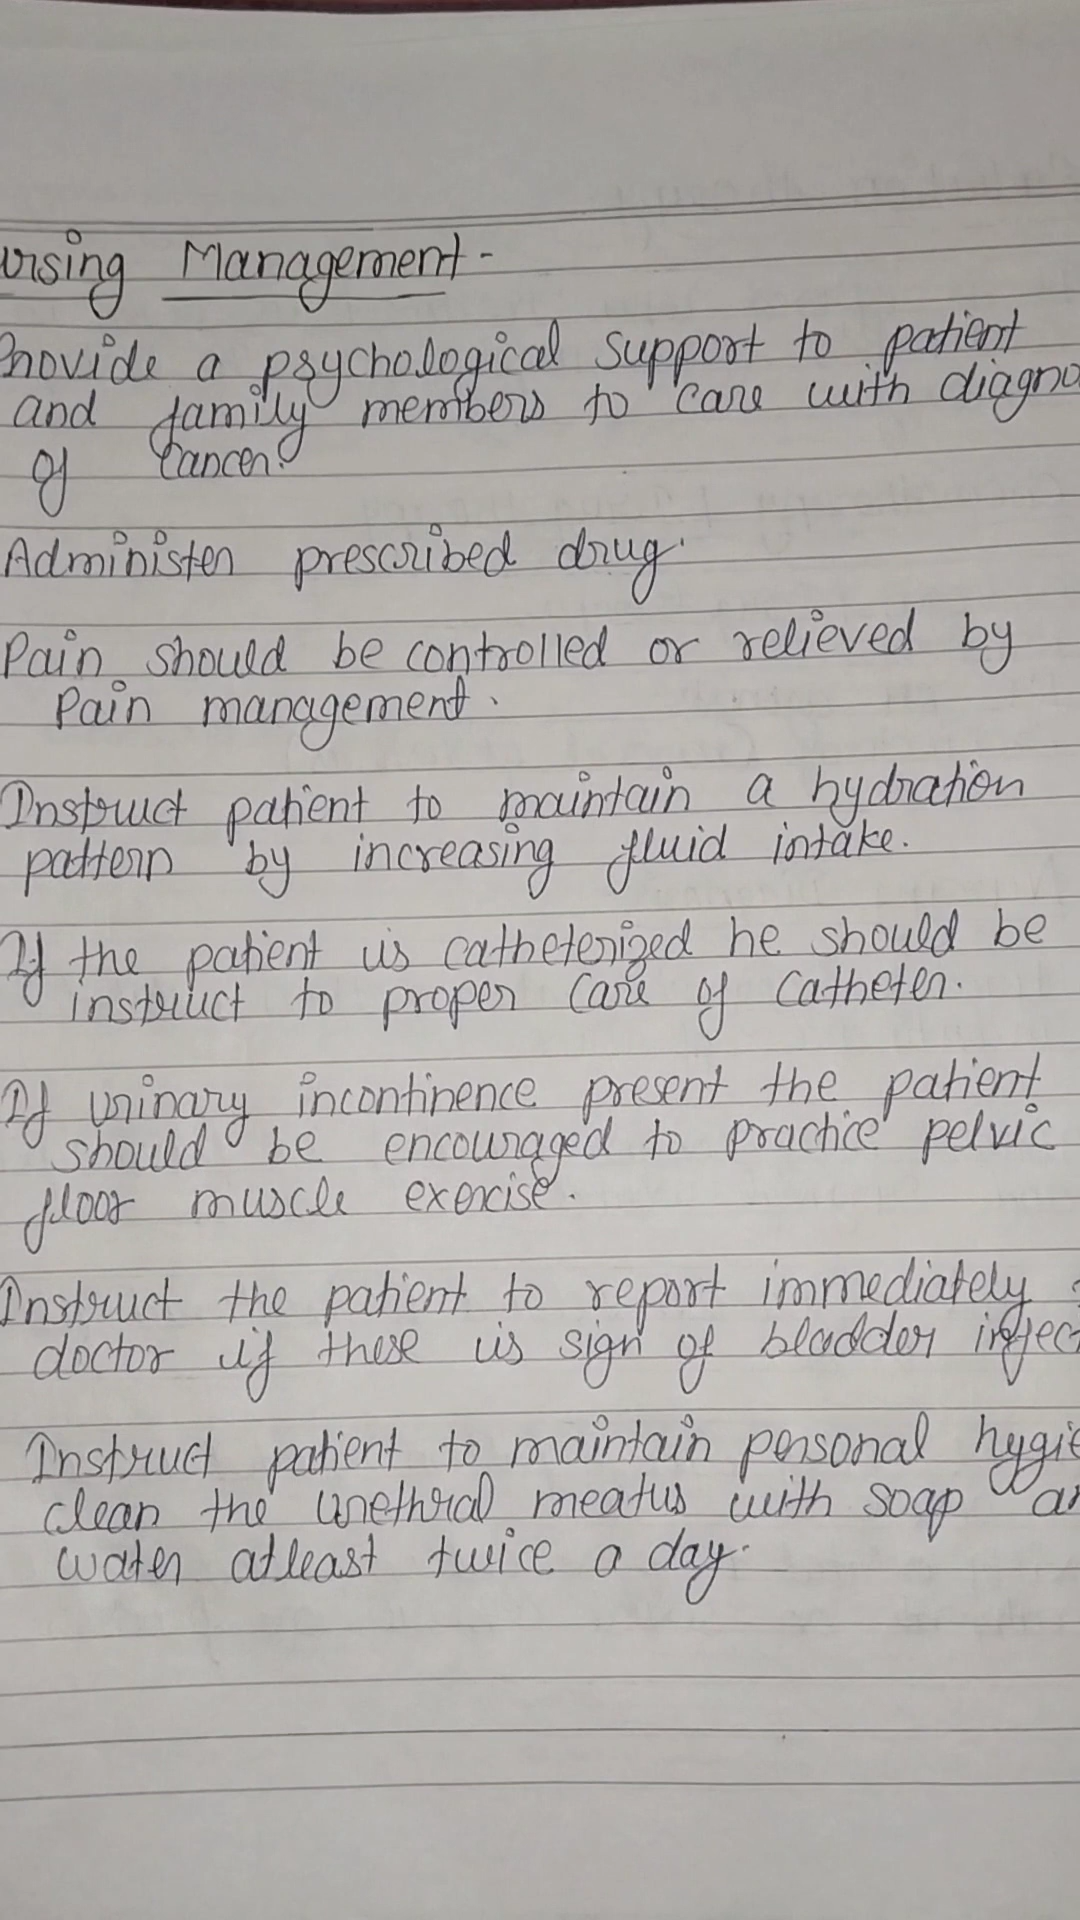 ursing Management -
Provide a psychological support to patient
and family members to care with diagno
of Cancer.
Administer prescribed drug.
Pain should be controlled or relieved by
Pain management.
Instruct patient to maintain a hydration
pattern by increasing fluid intake.
If the patient is catheterized he should be
instruct to proper care of catheter.
If urinary incontinence present the patient
should be encouraged to practice pelvic
floor muscle exercise.
Instruct the patient to report immediately
doctor if there is sign of bladder infec
Instruct patient to maintain personal hygie
clean the urethral meatus with soap an
water atleast twice a day.